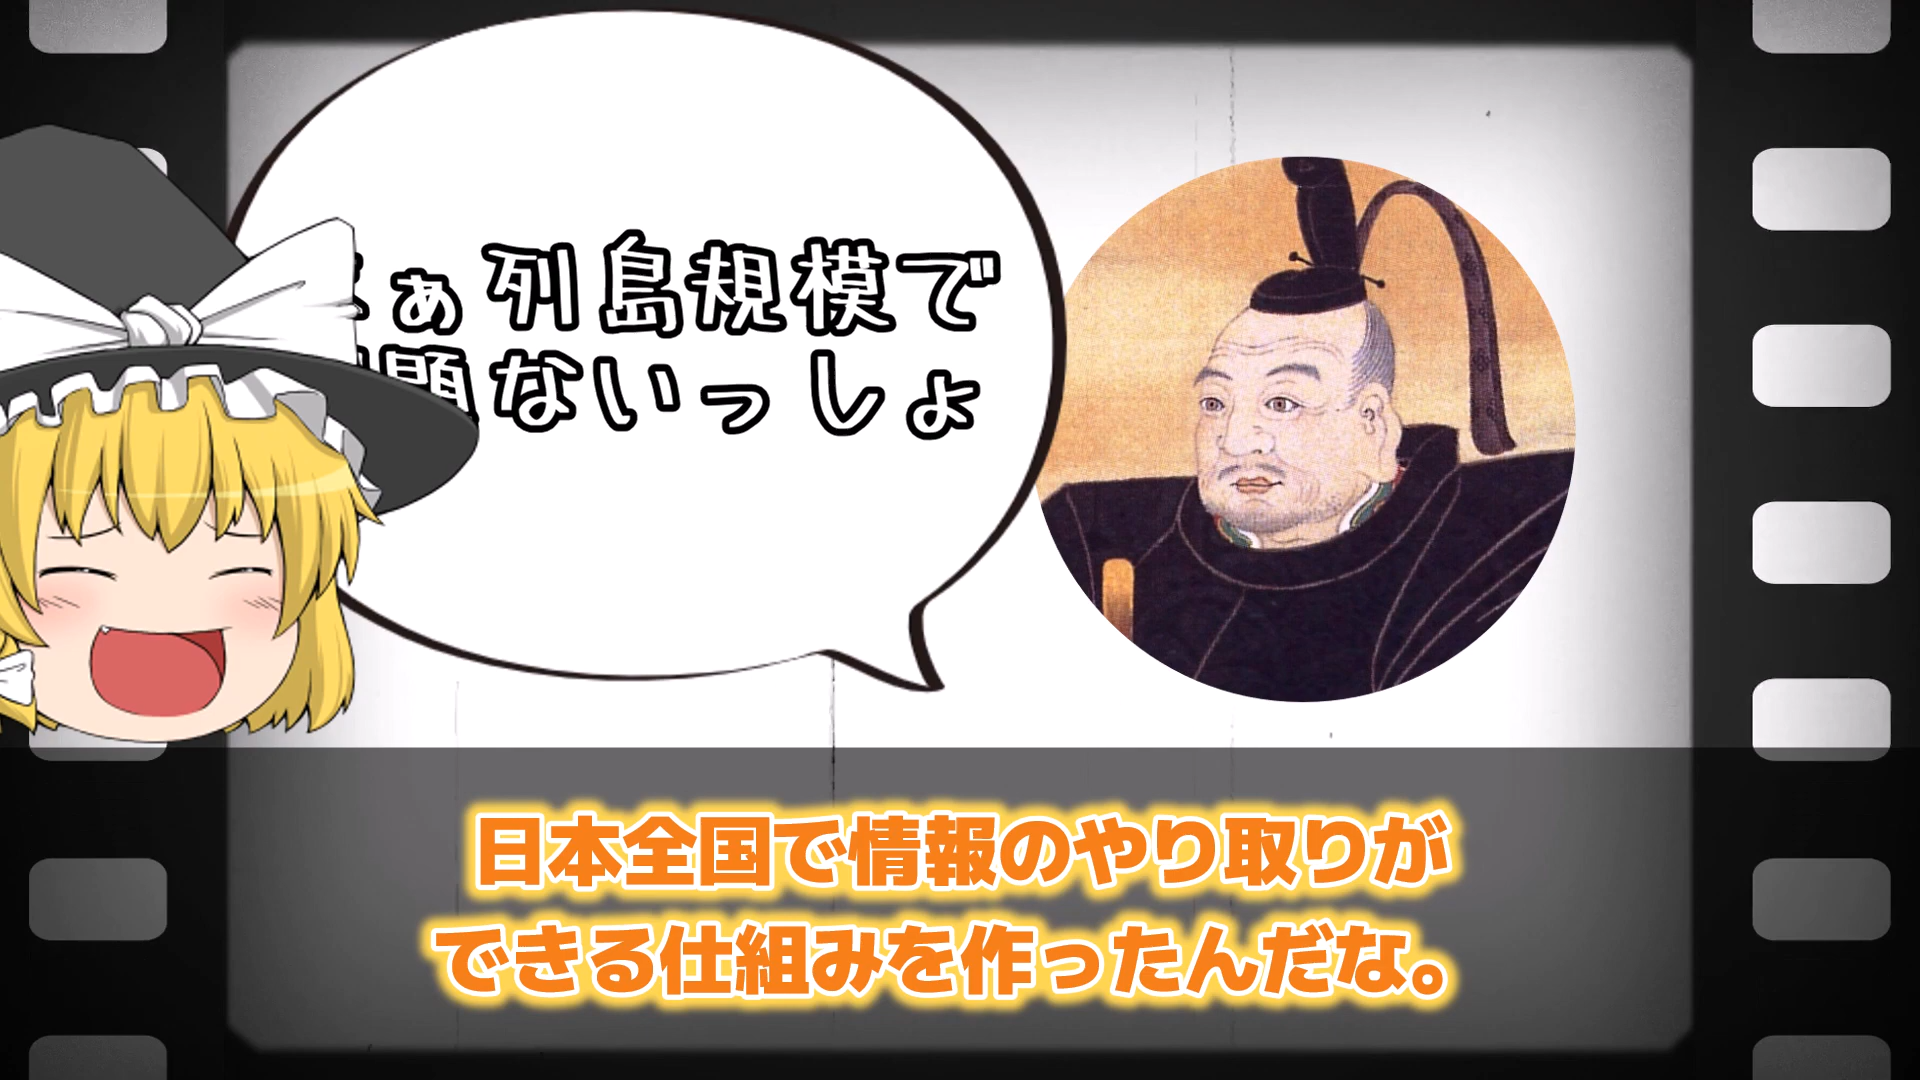 ぁ列島規模で
題ないっしょ
日本全国で情報のやり取りが
できる仕組みを作ったんだな。